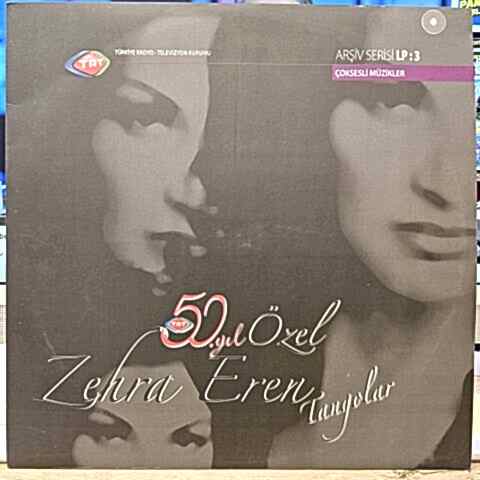 TRT
TÜRKİYE RADYO - TELEVİZYON KURUMU
ARŞİV SERİSİ LP : 3
ÇOKSESLİ MÜZİKLER
50.yıl Özel
TRT
Zehra Eren
Tangolar